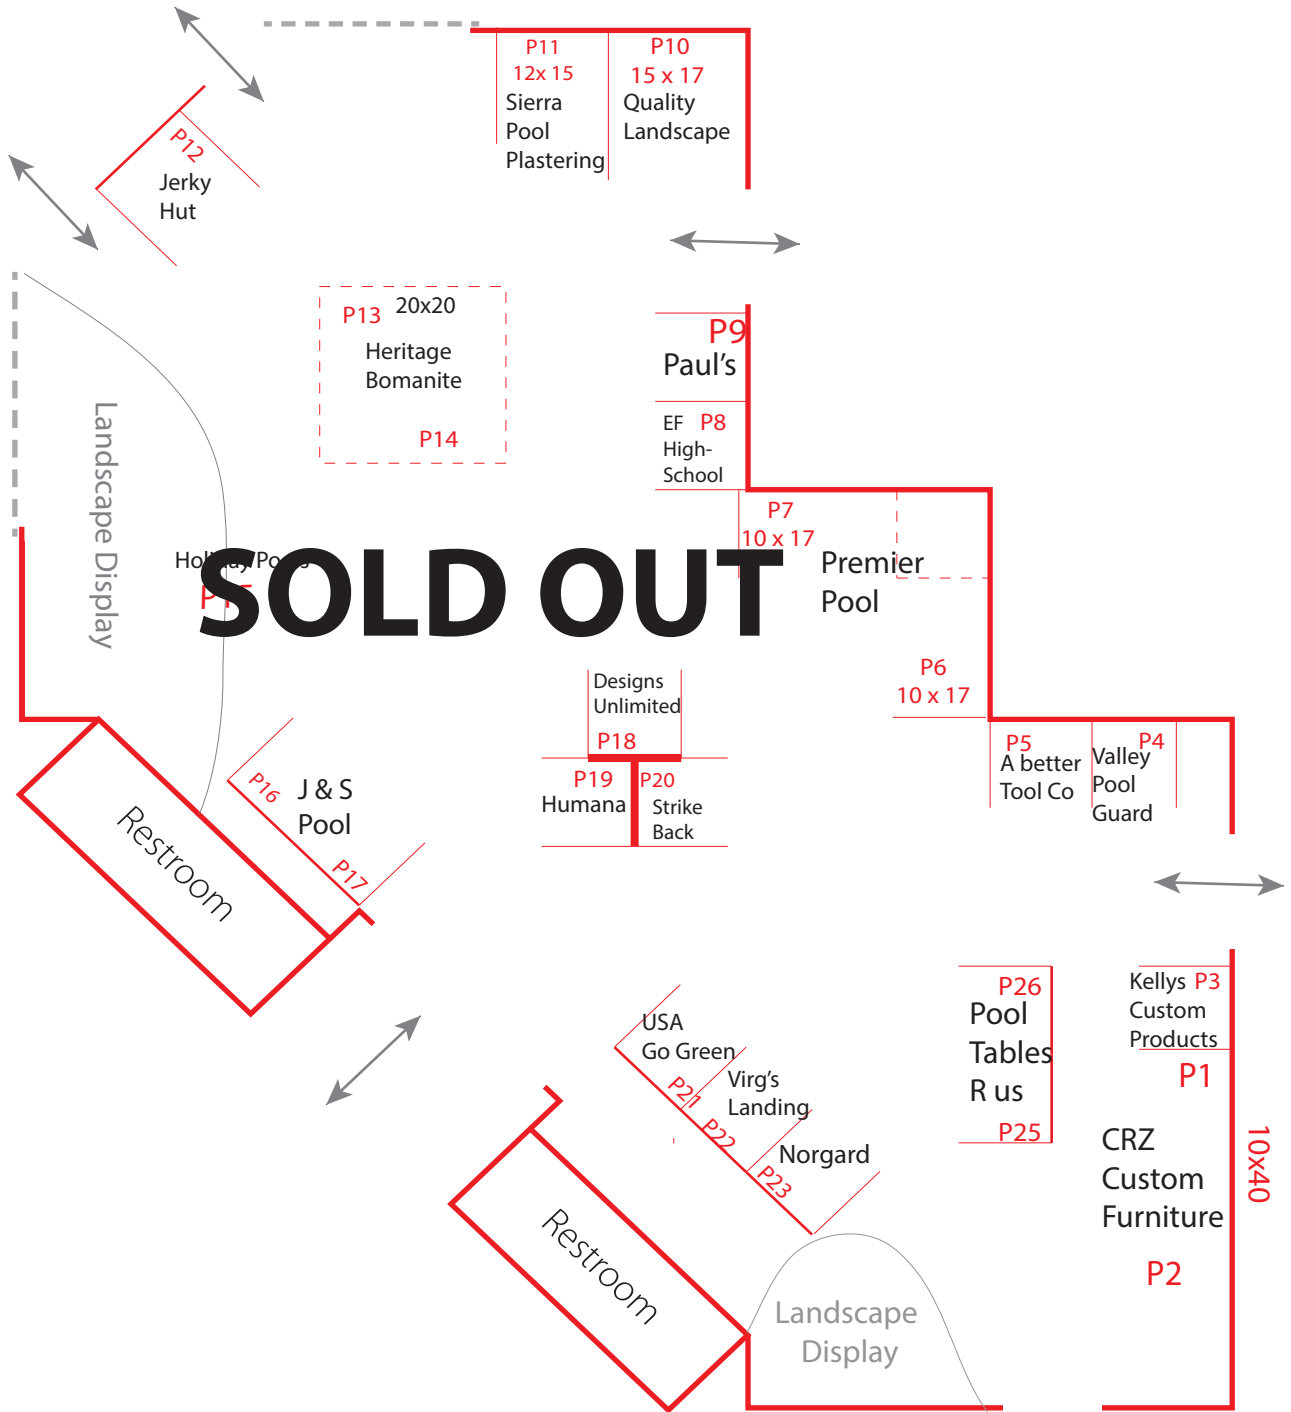 P11
12x 15
Sierra
Pool
Plastering
P10
15 x 17
Quality
Landscape
P12
Jerky
Hut
P13
20x20
Heritage
Bomanite
P14
P9
Paul's
EF P8
High-
School
P7
10 x 17
Premier
Pool
P6
10 x 17
Landscape Display
SOLD OUT
Designs
Unlimited
P18
P19
Humana
P20
Strike
Back
P5
A better
Tool Co
P4
Valley
Pool
Guard
P16
J & S
Pool
P17
Restroom
USA
Go Green
P21
Virg's
Landing
P22
Norgard
P23
P26
Pool
Tables
R us
P25
Kellys P3
Custom
Products
P1
CRZ
Custom
Furniture
P2
10x40
Restroom
Landscape
Display